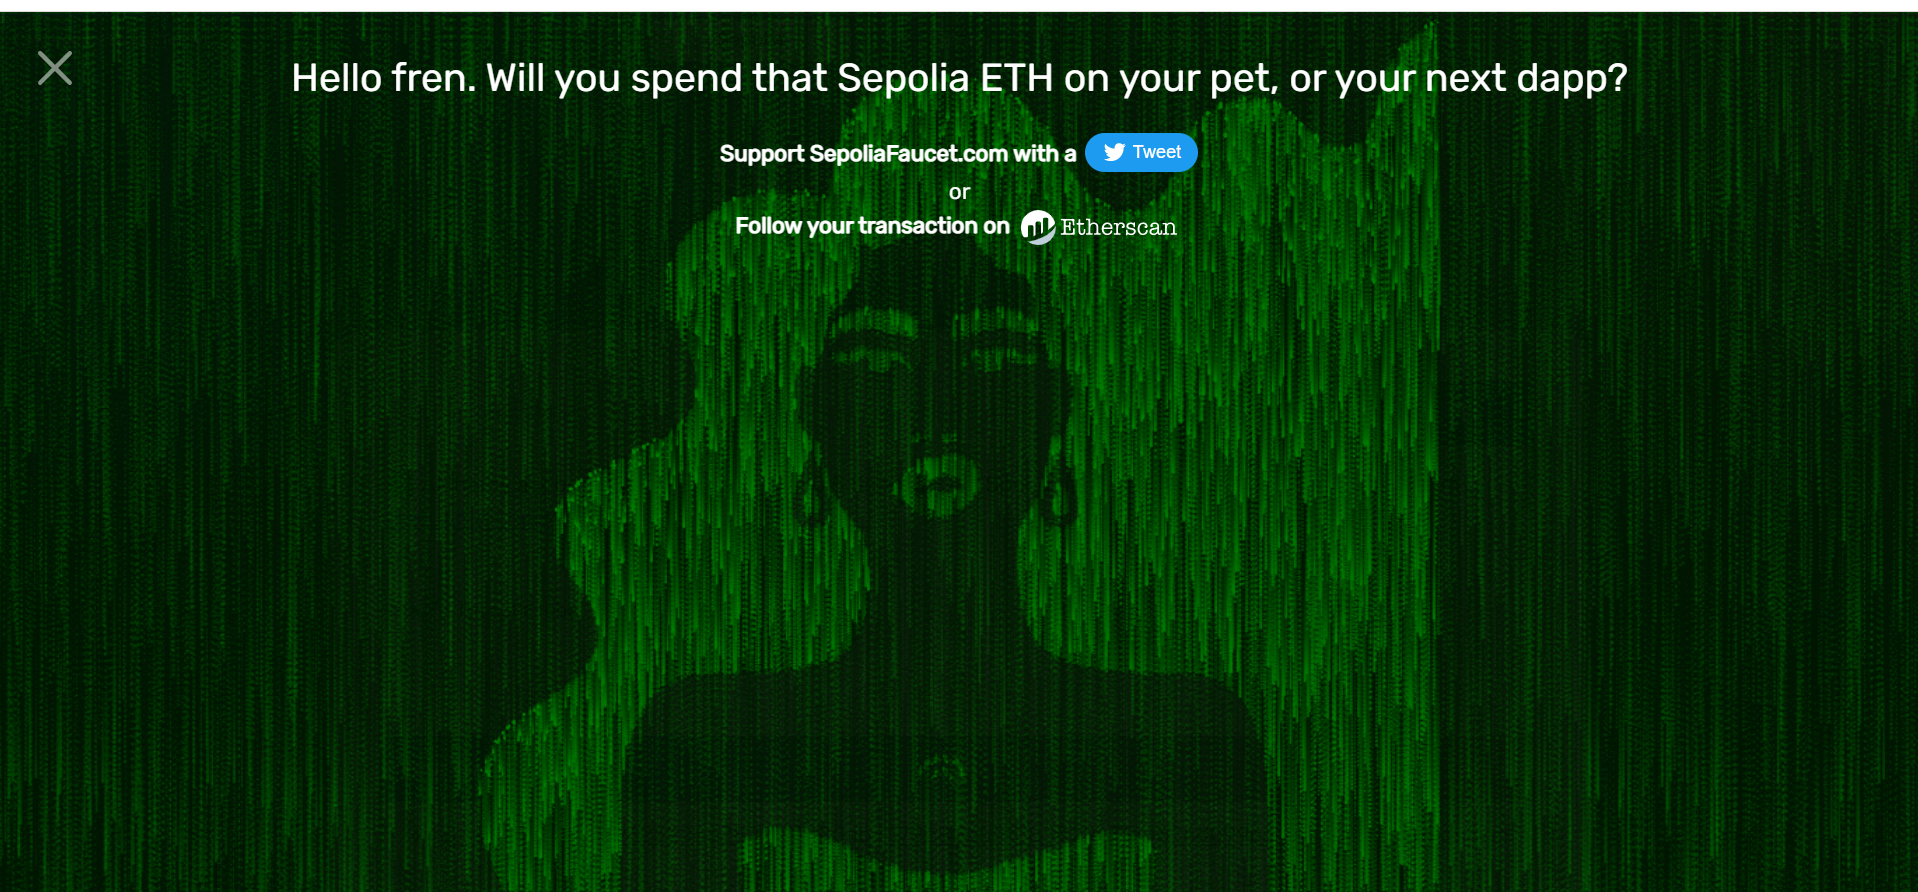 Hello fren. Will you spend that Sepolia ETH on your pet, or your next dapp?
Support SepoliaFaucet.com with a Tweet
or
Follow your transaction on Etherscan